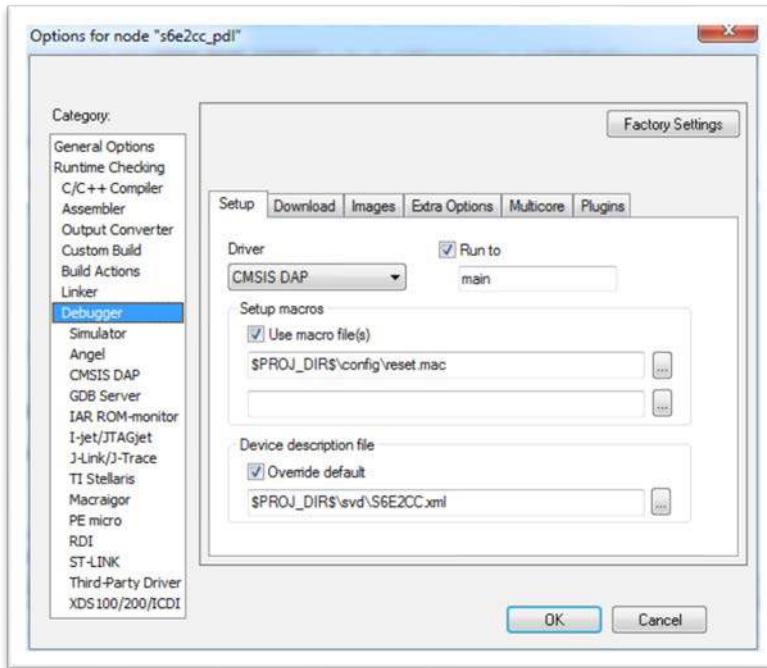 Options for node "s6e2cc_pdl"
x
Category:
General Options
Runtime Checking
C/C++ Compiler
Assembler
Output Converter
Custom Build
Build Actions
Linker
Debugger
Simulator
Angel
CMSIS DAP
GDB Server
IAR ROM-monitor
I-jet/JTAGjet
J-Link/J-Trace
TI Stellaris
Macraigor
PE micro
RDI
ST-LINK
Third-Party Driver
XDS100/200/ICDI
Factory Settings
Setup Download Images Extra Options Multicore Plugins
Driver
CMSIS DAP
Run to
main
Setup macros
Use macro file(s)
$PROJ_DIR$\config\reset.mac
...
...
Device description file
Override default
$PROJ_DIR$\svd\S6E2CC.xml
...
OK Cancel